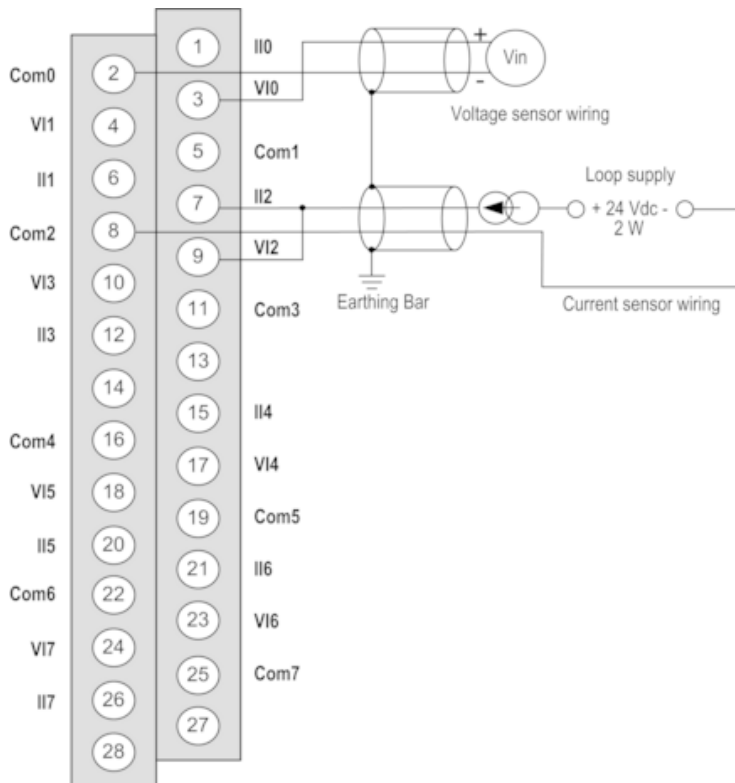 1 II0
Com0 2
3 VI0
VI1 4
5 Com1
II1 6
7 II2
Com2 8
9 VI2
VI3 10
11 Com3
II3 12
13
14
15 II4
Com4 16
17 VI4
VI5 18
19 Com5
II5 20
21 II6
Com6 22
23 VI6
VI7 24
25 Com7
II7 26
27
28
+
Vin
-
Voltage sensor wiring
Loop supply
+ 24 Vdc -
2 W
Earthing Bar
Current sensor wiring